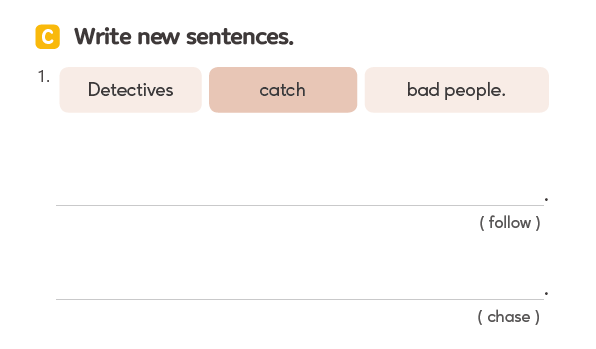 C Write new sentences.
1. Detectives catch bad people.
.
( follow )
.
( chase )